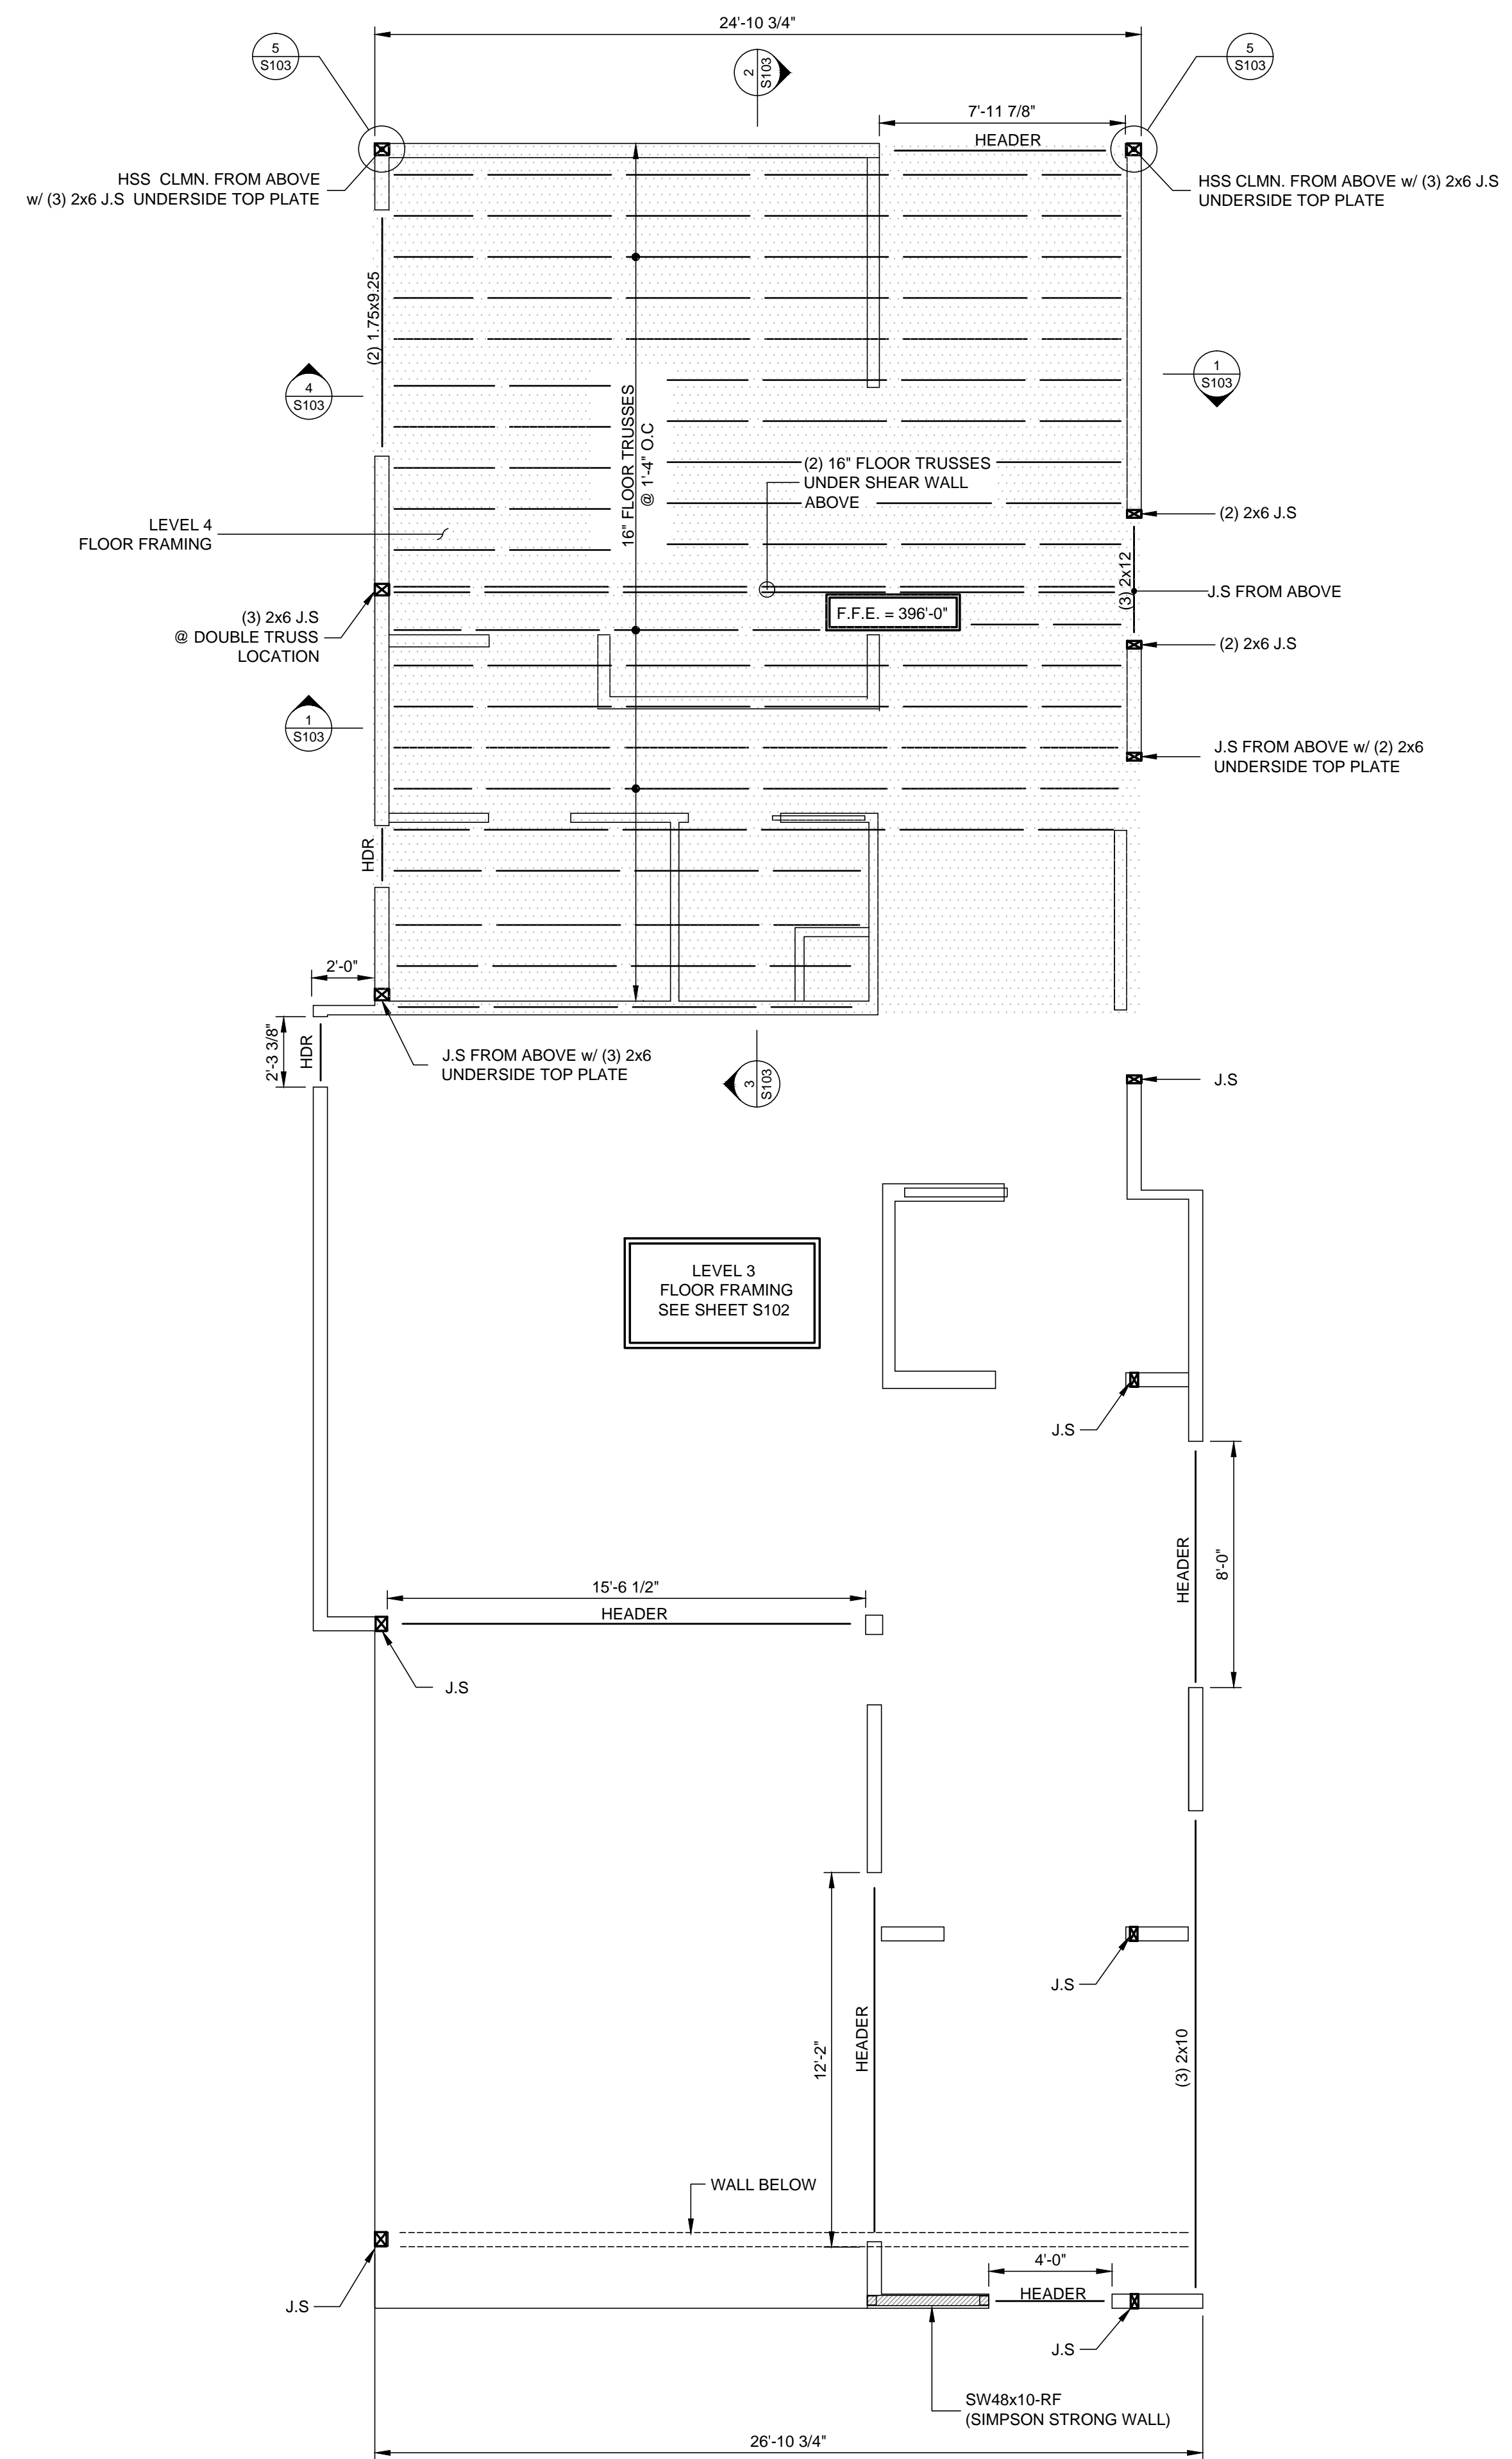 24'-10 3/4"
5
S103
2
S103
5
S103
7'-11 7/8"
HEADER
HSS CLMN. FROM ABOVE
w/ (3) 2x6 J.S UNDERSIDE TOP PLATE
HSS CLMN. FROM ABOVE w/ (3) 2x6 J.S
UNDERSIDE TOP PLATE
(2) 1.75x9.25
4
S103
1
S103
16" FLOOR TRUSSES
@ 1'-4" O.C
(2) 16" FLOOR TRUSSES
UNDER SHEAR WALL
ABOVE
LEVEL 4
FLOOR FRAMING
(2) 2x6 J.S
(3) 2x12
J.S FROM ABOVE
F.F.E. = 396'-0"
(3) 2x6 J.S
@ DOUBLE TRUSS
LOCATION
(2) 2x6 J.S
1
S103
J.S FROM ABOVE w/ (2) 2x6
UNDERSIDE TOP PLATE
HDR
2'-0"
2'-3 3/8"
HDR
J.S FROM ABOVE w/ (3) 2x6
UNDERSIDE TOP PLATE
3
S103
J.S
LEVEL 3
FLOOR FRAMING
SEE SHEET S102
J.S
HEADER
8'-0"
15'-6 1/2"
HEADER
J.S
J.S
12'-2"
HEADER
(3) 2x10
WALL BELOW
4'-0"
HEADER
J.S
J.S
SW48x10-RF
(SIMPSON STRONG WALL)
26'-10 3/4"